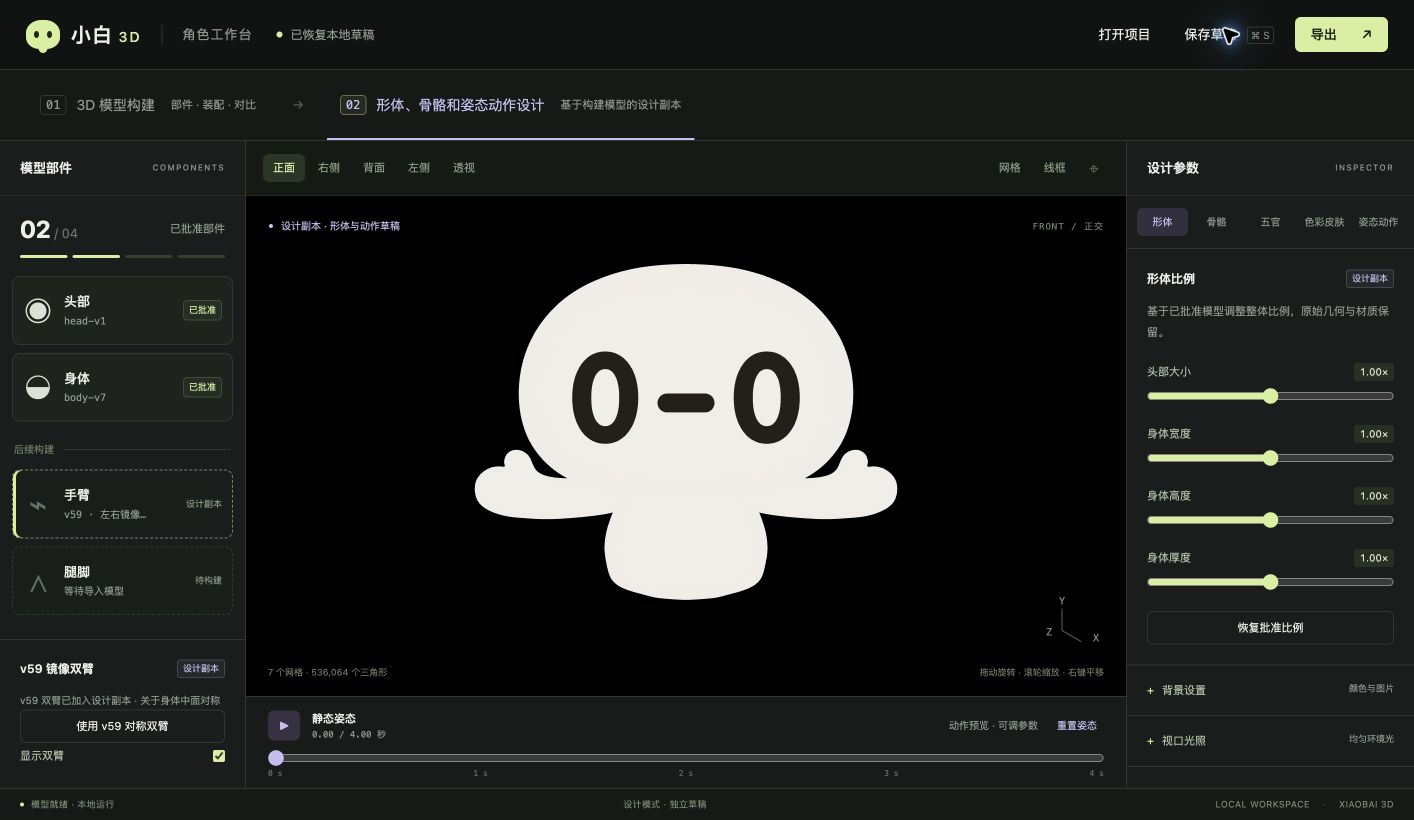 小白 3D
角色工作台
已恢复本地草稿
打开项目
保存草
⌘ S
导出
01 3D 模型构建 部件 · 装配 · 对比 →
02 形体、骨骼和姿态动作设计 基于构建模型的设计副本
模型部件 COMPONENTS
02 / 04 已批准部件
头部
head-v1
已批准
身体
body-v7
已批准
后续构建
手臂
v59 · 左右镜像…
设计副本
腿脚
等待导入模型
待构建
v59 镜像双臂 设计副本
v59 双臂已加入设计副本 · 关于身体中面对称
使用 v59 对称双臂
显示双臂
正面 右侧 背面 左侧 透视
网格 线框
设计副本 · 形体与动作草稿
FRONT / 正交
Y
Z
X
7 个网格 · 536,064 个三角形
拖动旋转 · 滚轮缩放 · 右键平移
静态姿态
0.00 / 4.00 秒
动作预览 · 可调参数 重置姿态
0 s 1 s 2 s 3 s 4 s
设计参数 INSPECTOR
形体 骨骼 五官 色彩皮肤 姿态动作
形体比例 设计副本
基于已批准模型调整整体比例，原始几何与材质保
留。
头部大小 1.00×
身体宽度 1.00×
身体高度 1.00×
身体厚度 1.00×
恢复批准比例
+ 背景设置 颜色与图片
+ 视口光照 均匀环境光
模型就绪 · 本地运行
设计模式 · 独立草稿
LOCAL WORKSPACE · XIAOBAI 3D